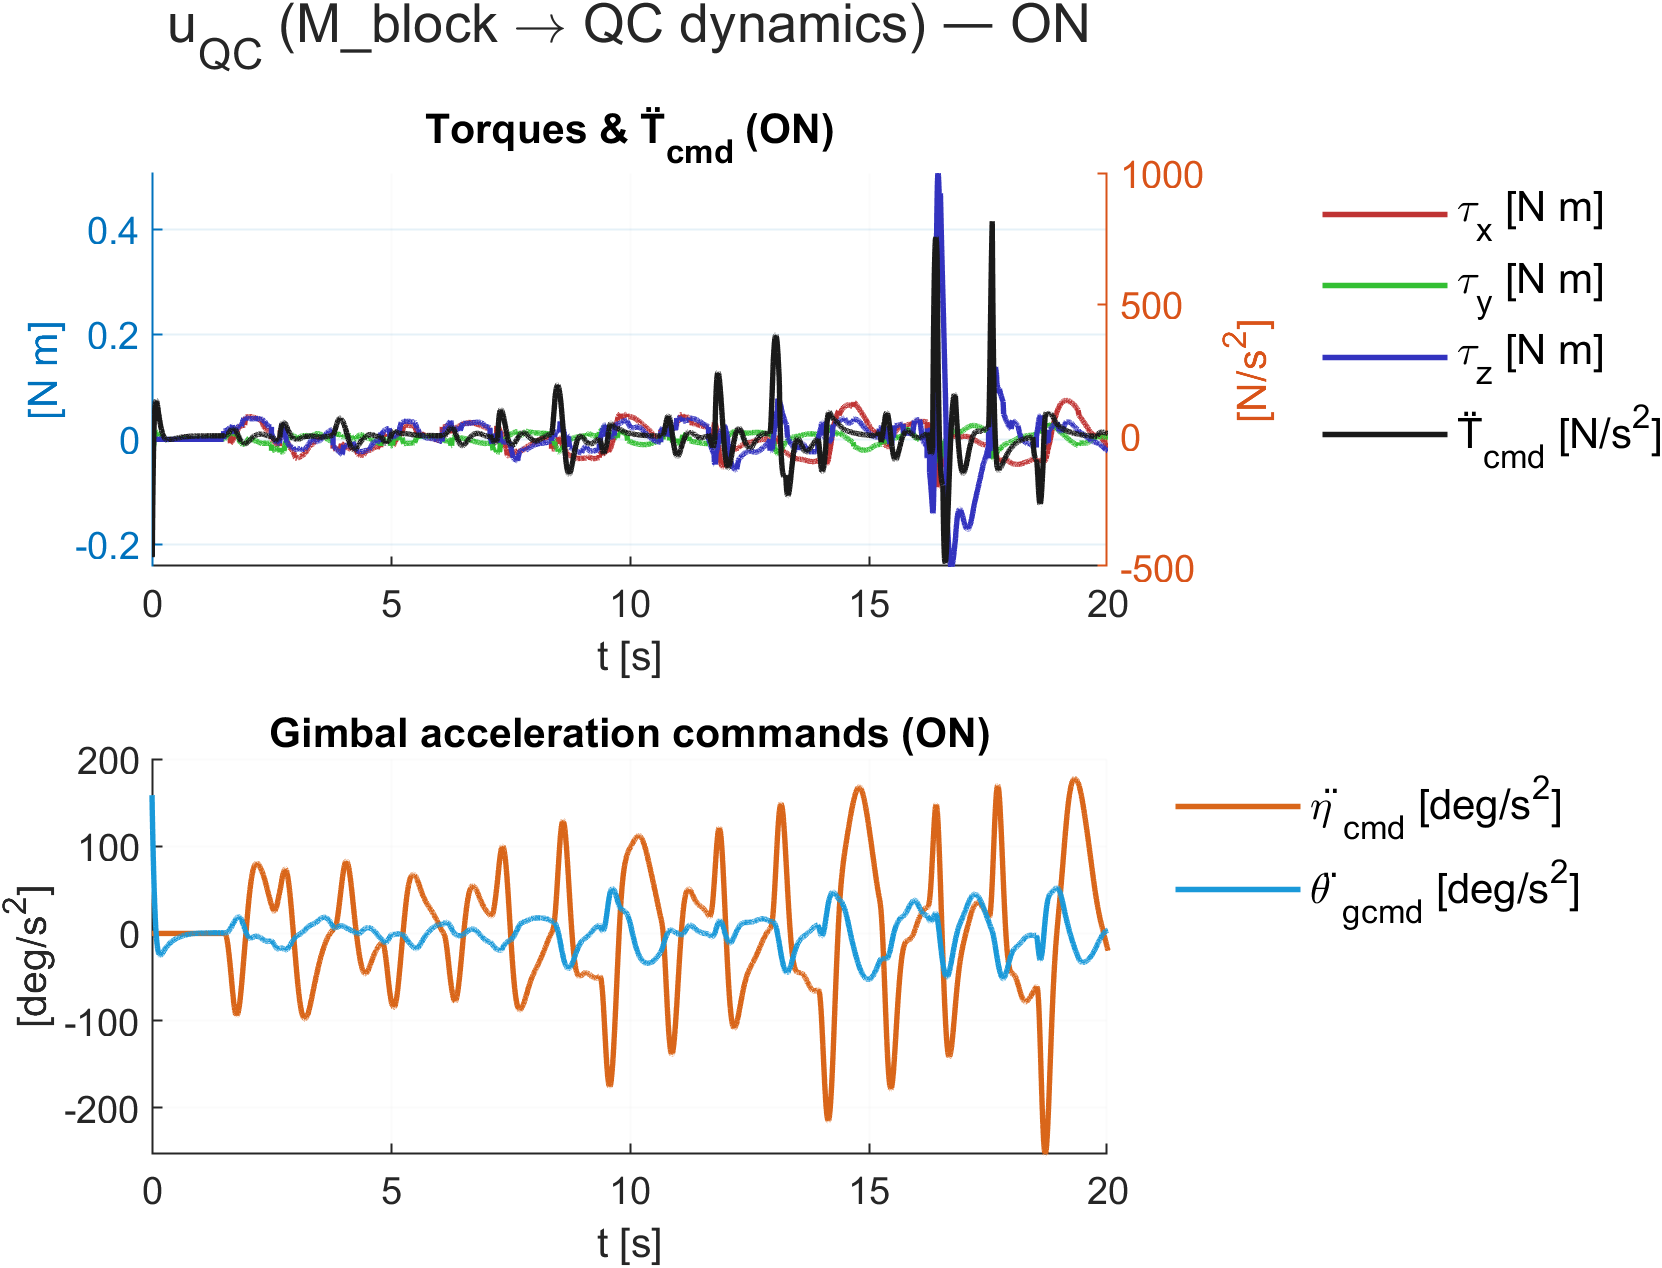 u_QC (M_block → QC dynamics) — ON
Torques & T̈_cmd (ON)
0.4
0.2
0
-0.2
[N m]
1000
500
0
-500
[N/s²]
0 5 10 15 20
t [s]
τ_x [N m]
τ_y [N m]
τ_z [N m]
T̈_cmd [N/s²]
Gimbal acceleration commands (ON)
200
100
0
-100
-200
[deg/s²]
0 5 10 15 20
t [s]
η̈_cmd [deg/s²]
θ̈_gcmd [deg/s²]